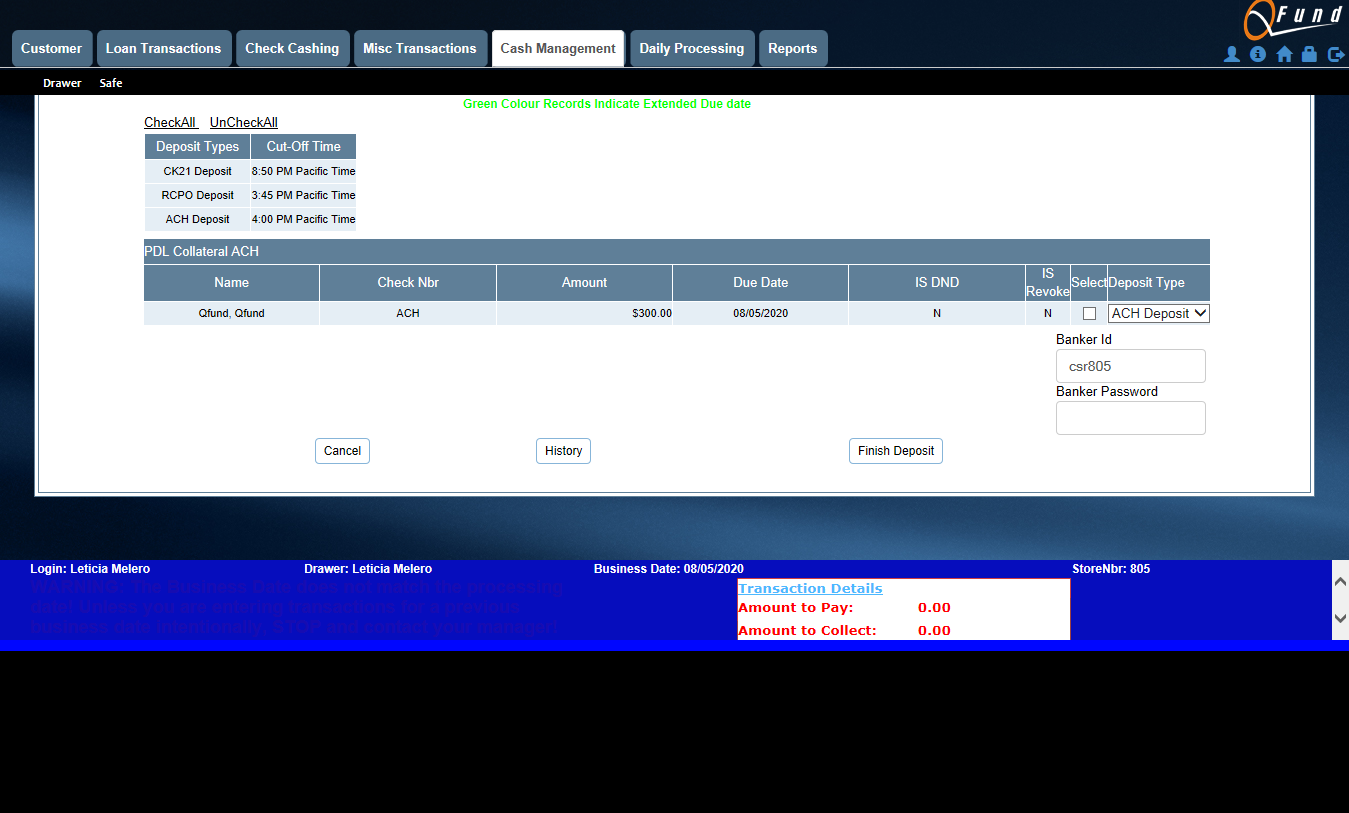 QFund
Customer Loan Transactions Check Cashing Misc Transactions Cash Management Daily Processing Reports
Drawer Safe
Green Colour Records Indicate Extended Due date
CheckAll UnCheckAll
Deposit Types Cut-Off Time
CK21 Deposit 8:50 PM Pacific Time
RCPO Deposit 3:45 PM Pacific Time
ACH Deposit 4:00 PM Pacific Time
PDL Collateral ACH
Name Check Nbr Amount Due Date IS DND IS Revoke Select Deposit Type
Qfund, Qfund ACH $300.00 08/05/2020 N N ACH Deposit
Banker Id
csr805
Banker Password
Cancel History Finish Deposit
Login: Leticia Melero Drawer: Leticia Melero Business Date: 08/05/2020 StoreNbr: 805
WARNING: The Business Date does not match the processing
date! Unless you are entering transactions for a previous
business date intentionally, STOP and contact your manager!
Transaction Details
Amount to Pay: 0.00
Amount to Collect: 0.00